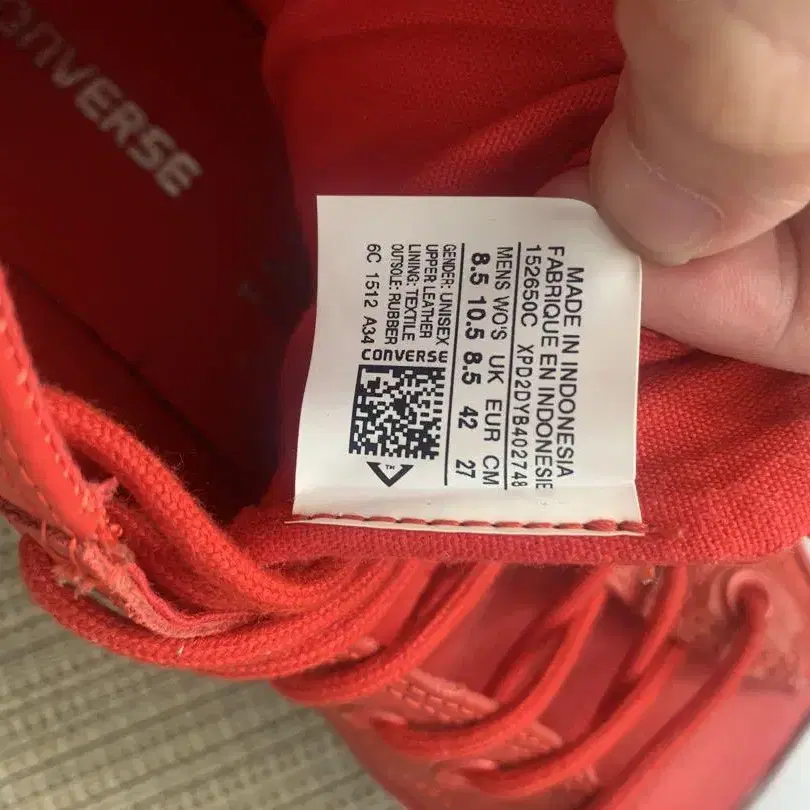 CONVERSE
MADE IN INDONESIA
FABRIQUE EN INDONESIE
152650C XPD2DYB402748
MENS WO'S UK EUR CM
8.5 10.5 8.5 42 27
GENDER: UNISEX
UPPER LEATHER
LINING: TEXTILE
OUTSOLE: RUBBER
6C 1512 A34
CONVERSE
TM